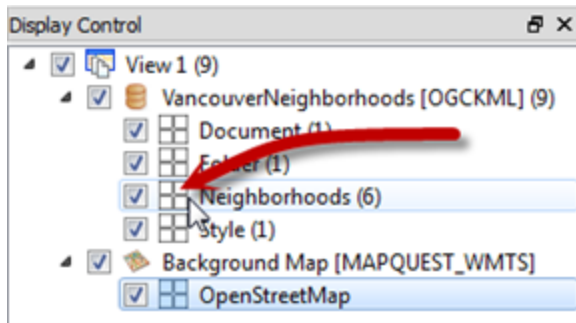 Display Control
View 1 (9)
VancouverNeighborhoods [OGCKML] (9)
Document (1)
Folder (1)
Neighborhoods (6)
Style (1)
Background Map [MAPQUEST_WMTS]
OpenStreetMap